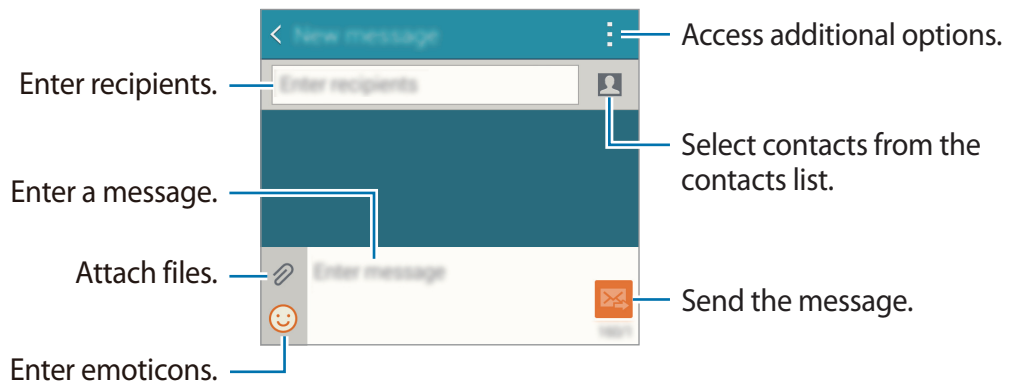 New message
Access additional options.
Enter recipients.
Enter recipients
Select contacts from the
contacts list.
Enter a message.
Attach files.
Enter message
Send the message.
Enter emoticons.